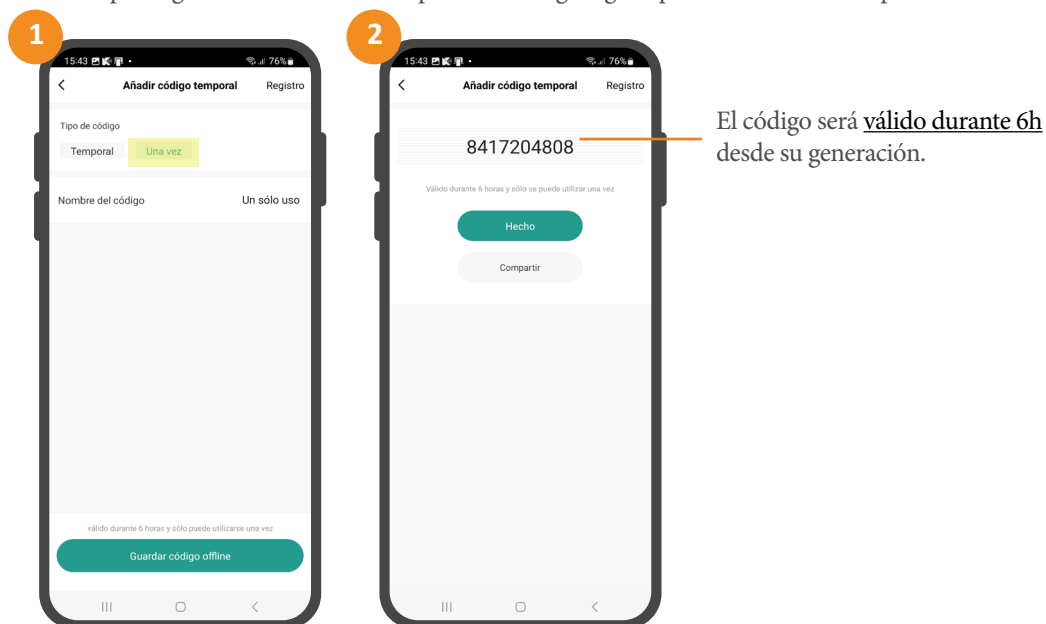 1
15:43
76%
Añadir código temporal
Registro
Tipo de código
Temporal
Una vez
Nombre del código
Un sólo uso
válido durante 6 horas y sólo puede utilizarse una vez
Guardar código offline
2
15:43
76%
Añadir código temporal
Registro
8417204808
Válido durante 6 horas y sólo se puede utilizar una vez
Hecho
Compartir
El código será válido durante 6h
desde su generación.